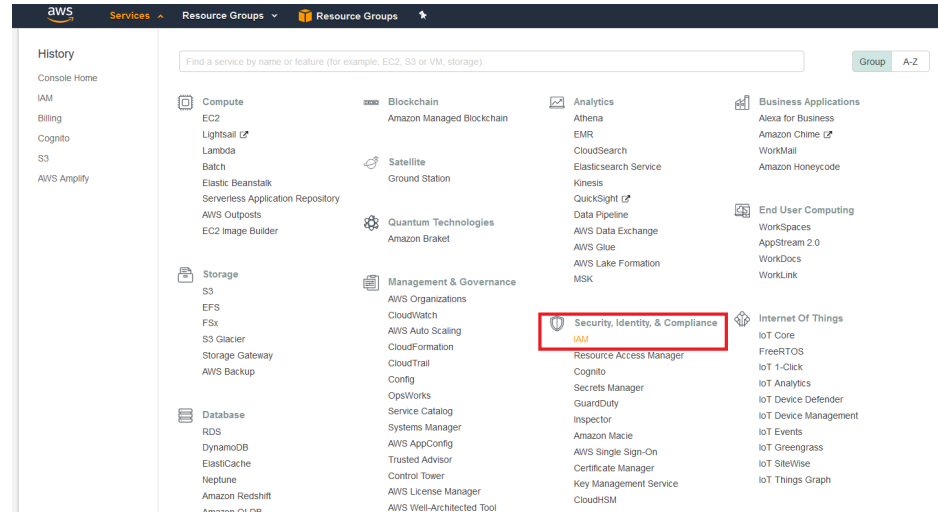 aws
Services
Resource Groups
Resource Groups
History
Console Home
IAM
Billing
Cognito
S3
AWS Amplify
Find a service by name or feature (for example, EC2, S3 or VM, storage).
Group
A-Z
Compute
EC2
Lightsail
Lambda
Batch
Elastic Beanstalk
Serverless Application Repository
AWS Outposts
EC2 Image Builder
Storage
S3
EFS
FSx
S3 Glacier
Storage Gateway
AWS Backup
Database
RDS
DynamoDB
ElastiCache
Neptune
Amazon Redshift
Amazon QLDB
Blockchain
Amazon Managed Blockchain
Satellite
Ground Station
Quantum Technologies
Amazon Braket
Management & Governance
AWS Organizations
CloudWatch
AWS Auto Scaling
CloudFormation
CloudTrail
Config
OpsWorks
Service Catalog
Systems Manager
AWS AppConfig
Trusted Advisor
Control Tower
AWS License Manager
AWS Well-Architected Tool
Analytics
Athena
EMR
CloudSearch
Elasticsearch Service
Kinesis
QuickSight
Data Pipeline
AWS Data Exchange
AWS Glue
AWS Lake Formation
MSK
Security, Identity, & Compliance
IAM
Resource Access Manager
Cognito
Secrets Manager
GuardDuty
Inspector
Amazon Macie
AWS Single Sign-On
Certificate Manager
Key Management Service
CloudHSM
Business Applications
Alexa for Business
Amazon Chime
WorkMail
Amazon Honeycode
End User Computing
WorkSpaces
AppStream 2.0
WorkDocs
WorkLink
Internet Of Things
IoT Core
FreeRTOS
IoT 1-Click
IoT Analytics
IoT Device Defender
IoT Device Management
IoT Events
IoT Greengrass
IoT SiteWise
IoT Things Graph